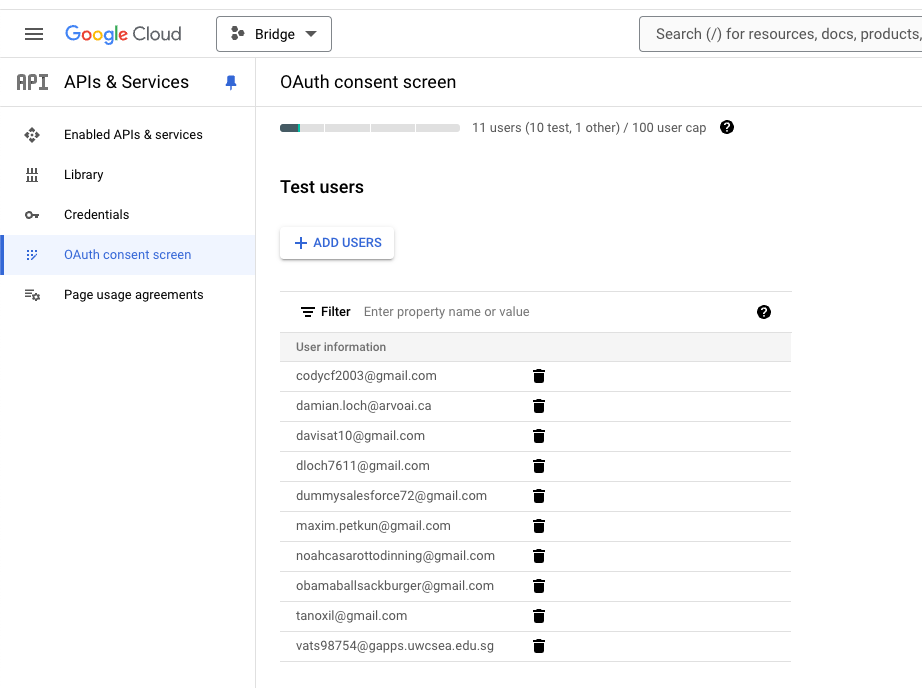 Google Cloud
Bridge
Search (/) for resources, docs, products,
API APIs & Services
OAuth consent screen
Enabled APIs & services
Library
Credentials
OAuth consent screen
Page usage agreements
11 users (10 test, 1 other) / 100 user cap
Test users
ADD USERS
Filter Enter property name or value
User information
codycf2003@gmail.com
damian.loch@arvoai.ca
davisat10@gmail.com
dloch7611@gmail.com
dummysalesforce72@gmail.com
maxim.petkun@gmail.com
noahcasarottodinning@gmail.com
obamaballsackburger@gmail.com
tanoxil@gmail.com
vats98754@gapps.uwcsea.edu.sg